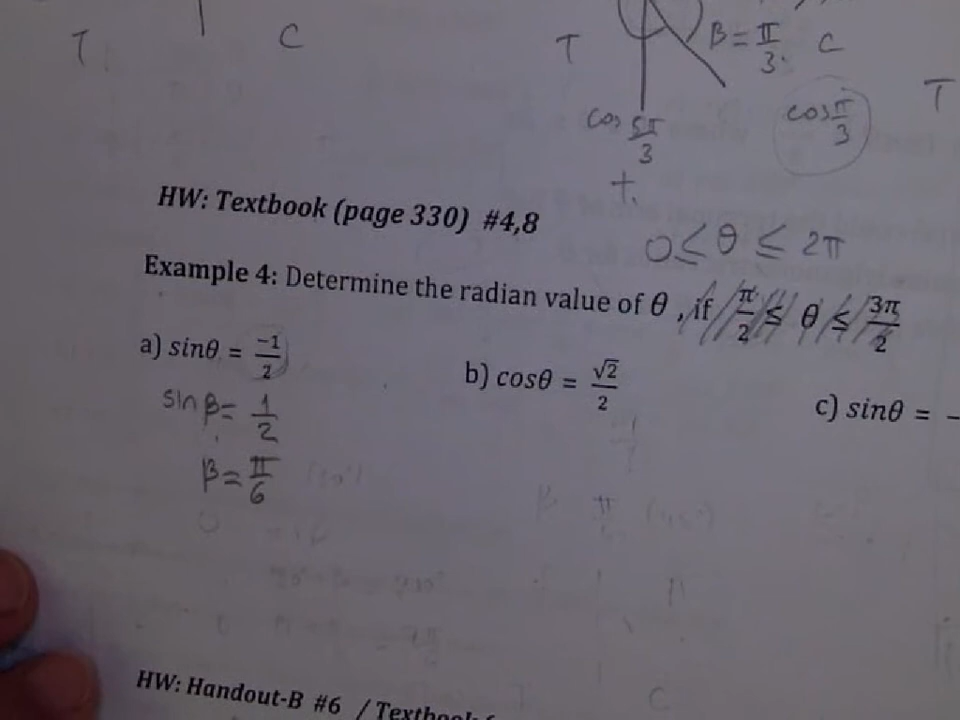 β = π/3
T C T C T
cos 5π/3 cos π/3
+
HW: Textbook (page 330) #4,8
0 ≤ θ ≤ 2π
Example 4: Determine the radian value of θ , if π/2 ≤ θ ≤ 3π/2
a) sinθ = -1/2 b) cosθ = √2/2 c) sinθ = –
sin β = 1/2
β = π/6
HW: Handout-B #6 / Textbook